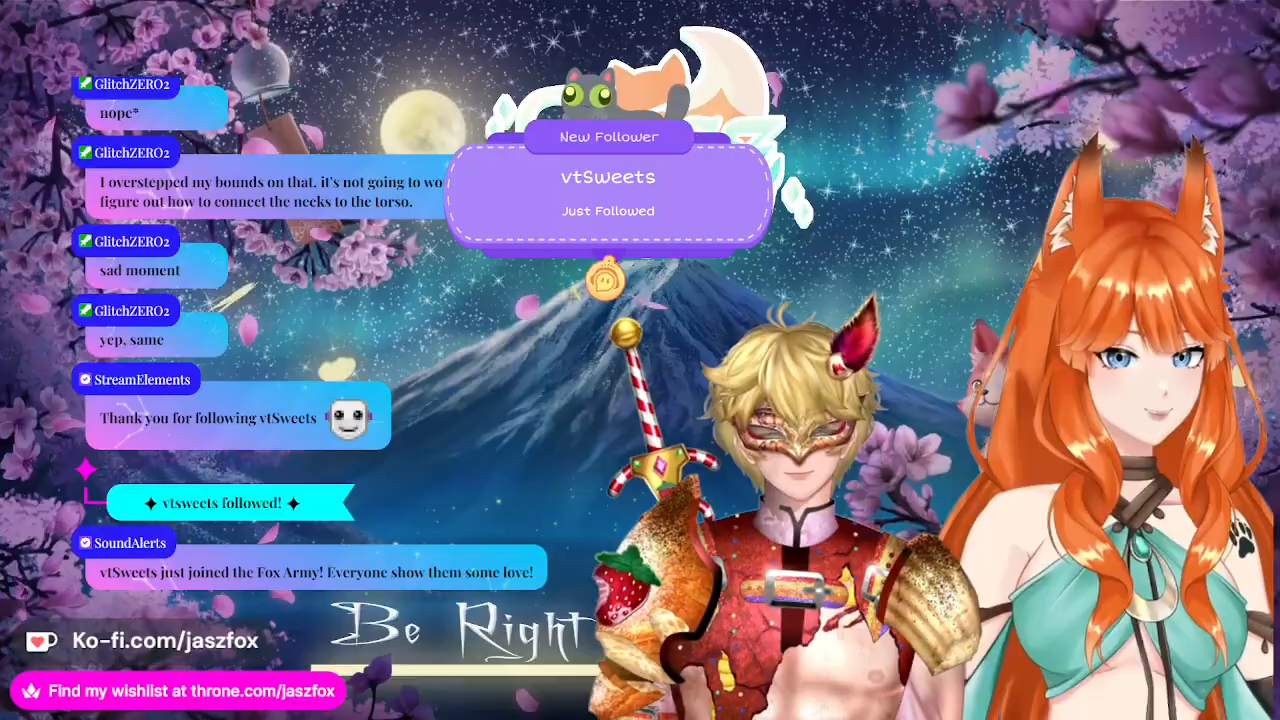 GlitchZERO2
nope*
GlitchZERO2
I overstepped my bounds on that. it's not going to wo
figure out how to connect the necks to the torso.
GlitchZERO2
sad moment
GlitchZERO2
yep, same
StreamElements
Thank you for following vtSweets
✦ vtsweets followed! ✦
SoundAlerts
vtSweets just joined the Fox Army! Everyone show them some love!
New Follower
vtSweets
Just Followed
Be Right
Ko-fi.com/jaszfox
Find my wishlist at throne.com/jaszfox